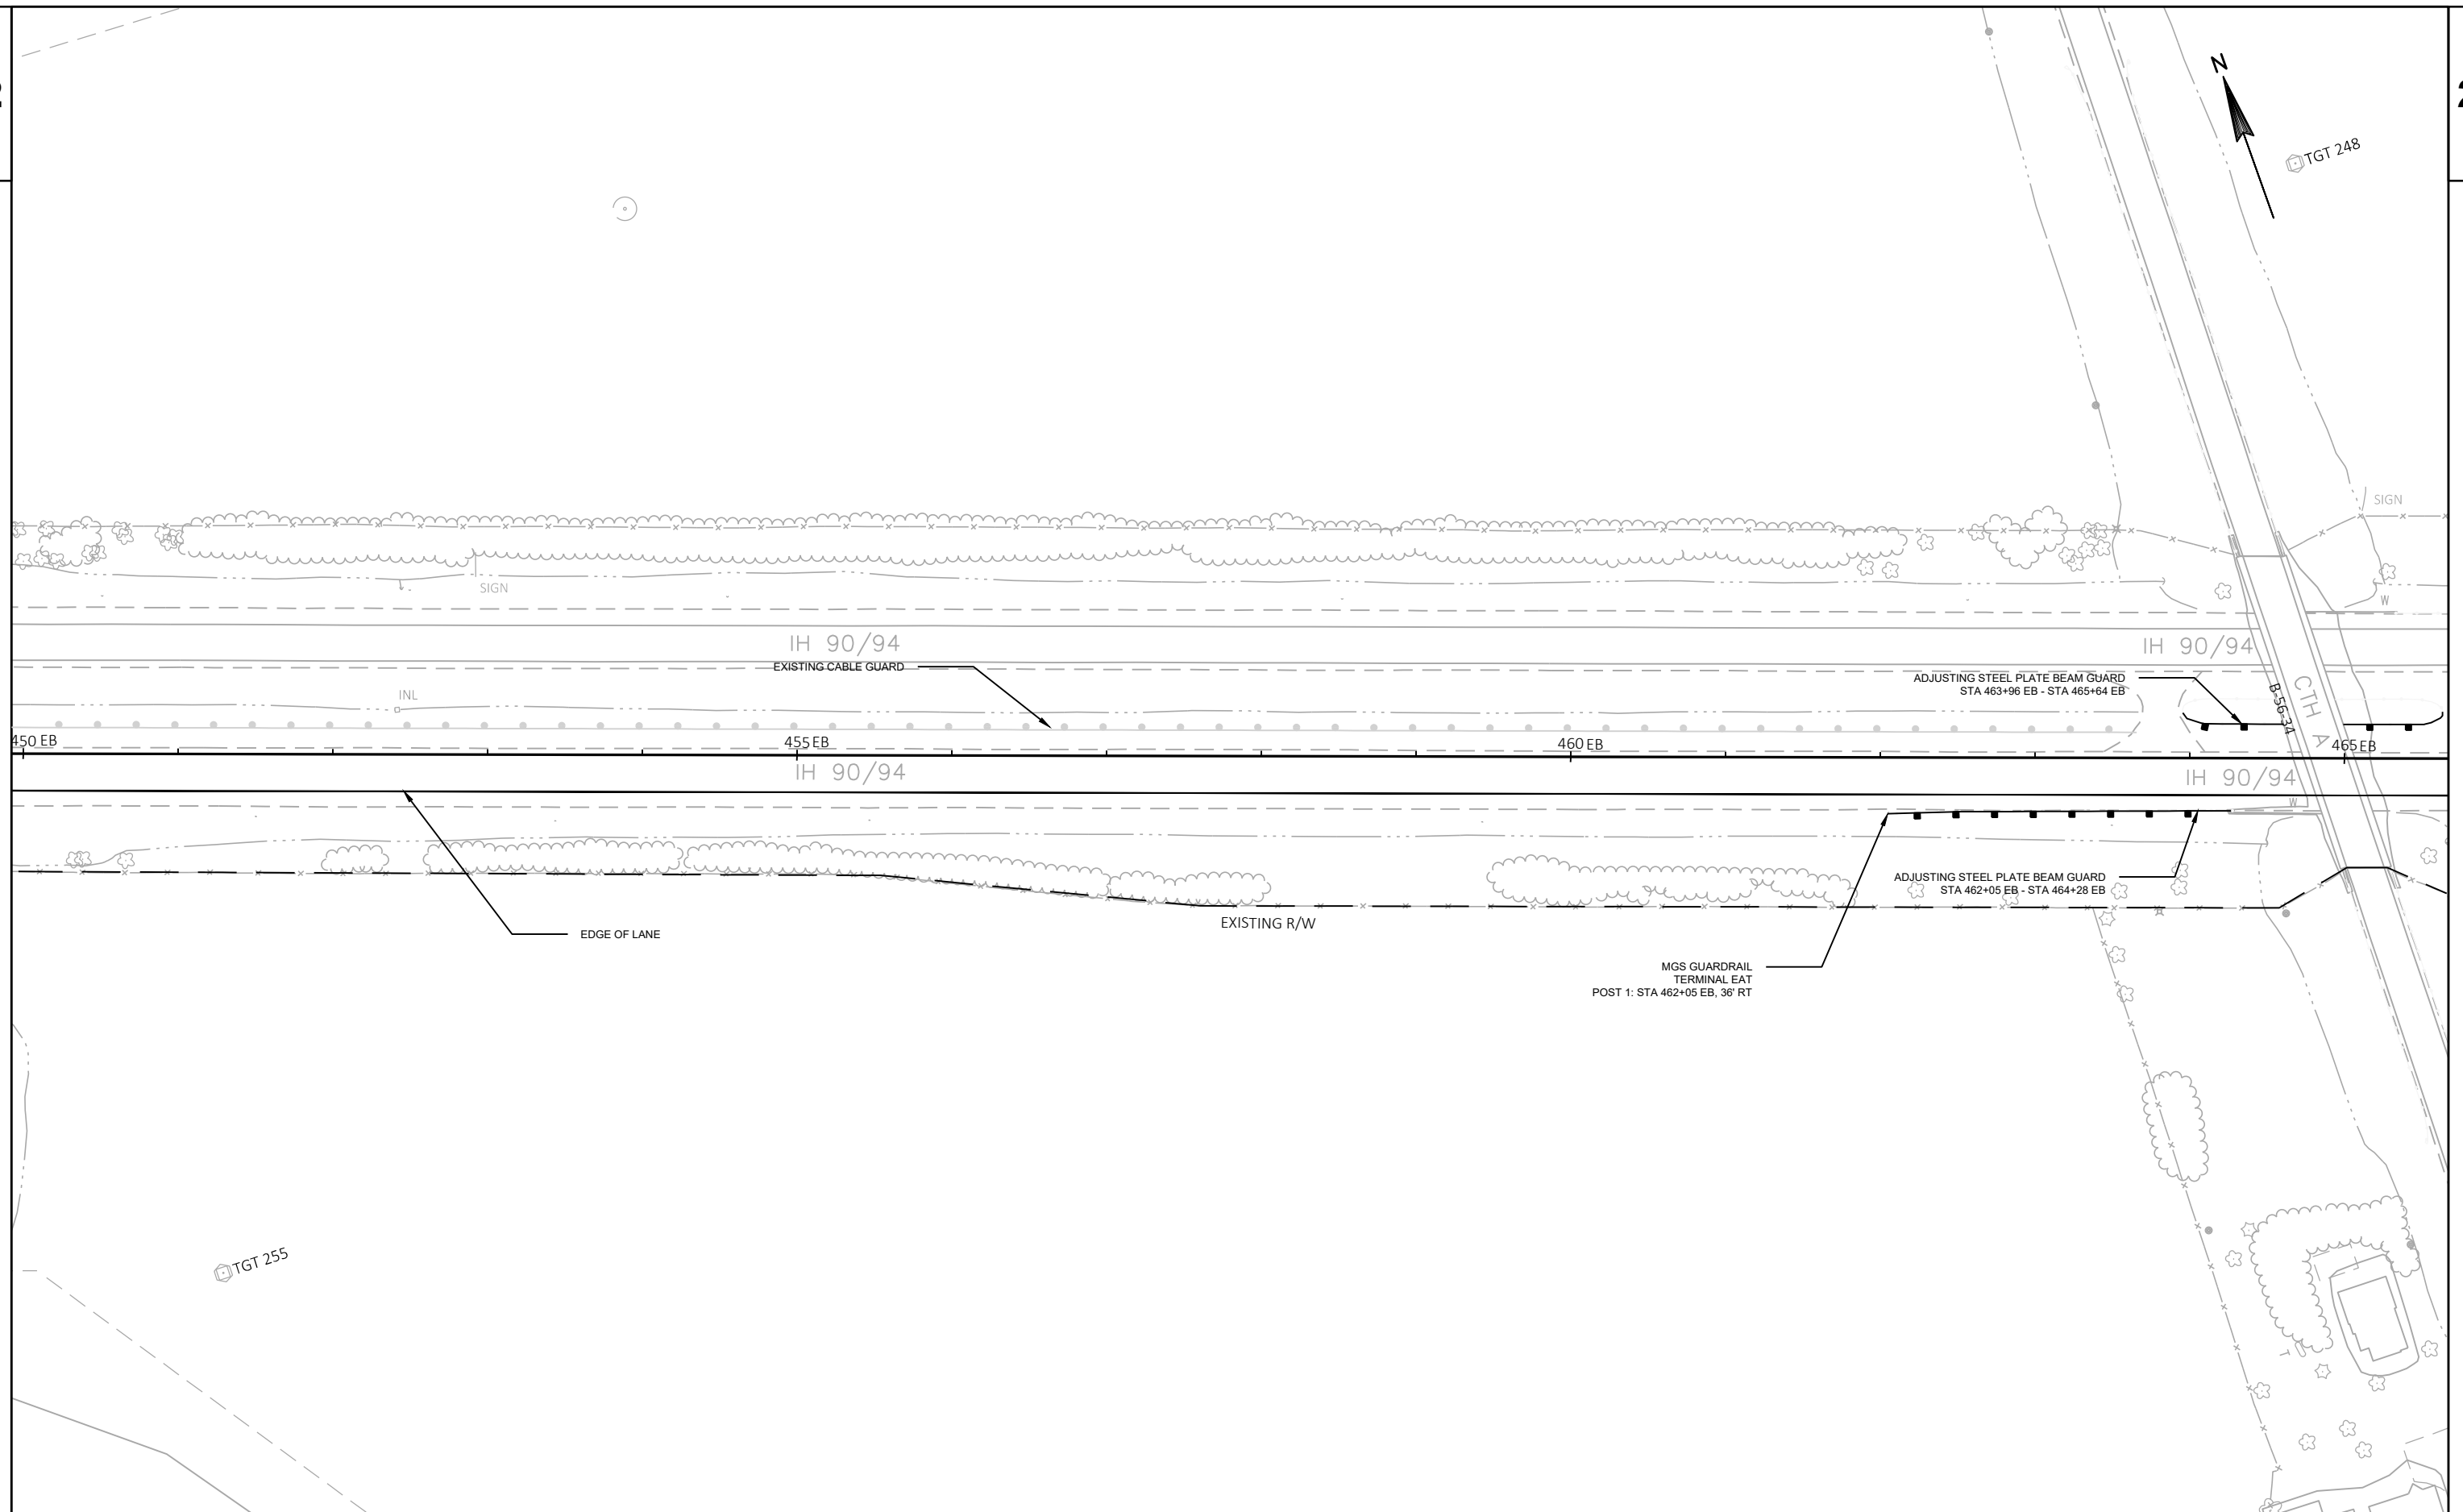 N
TGT 248
SIGN
SIGN
W
IH 90/94
IH 90/94
EXISTING CABLE GUARD
ADJUSTING STEEL PLATE BEAM GUARD
STA 463+96 EB - STA 465+64 EB
INL
B-56-34
CTH A
450 EB
455 EB
460 EB
465 EB
IH 90/94
IH 90/94
W
ADJUSTING STEEL PLATE BEAM GUARD
STA 462+05 EB - STA 464+28 EB
EXISTING R/W
EDGE OF LANE
MGS GUARDRAIL
TERMINAL EAT
POST 1: STA 462+05 EB, 36' RT
TGT 255